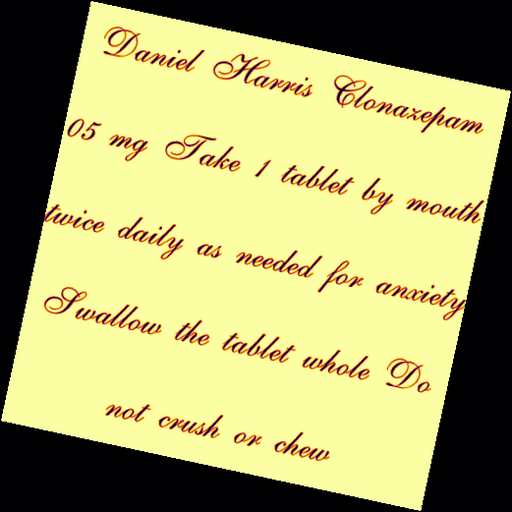 Daniel Harris Clonazepam
05 mg Take 1 tablet by mouth
twice daily as needed for anxiety
Swallow the tablet whole Do
not crush or chew